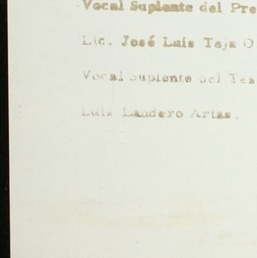 Vocal Suplente del Pre
Lic. José Luis Taja O
Vocal suplente del Tes
Luis Landero Arias.